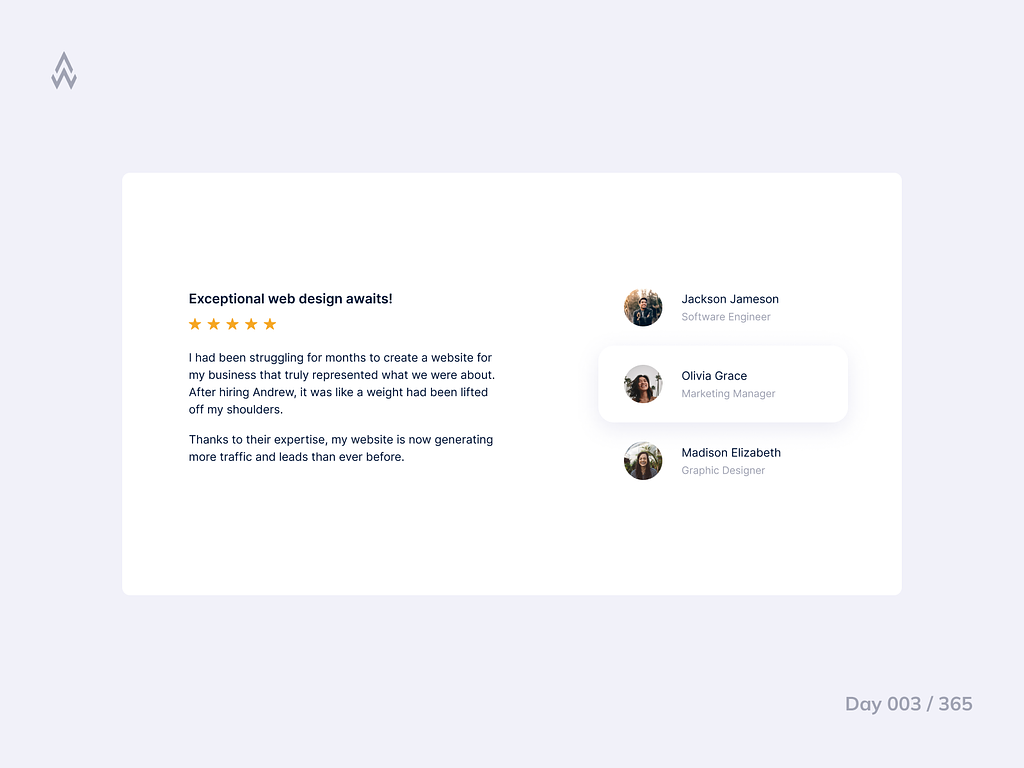 Exceptional web design awaits!
I had been struggling for months to create a website for
my business that truly represented what we were about.
After hiring Andrew, it was like a weight had been lifted
off my shoulders.
Thanks to their expertise, my website is now generating
more traffic and leads than ever before.
Jackson Jameson
Software Engineer
Olivia Grace
Marketing Manager
Madison Elizabeth
Graphic Designer
Day 003 / 365